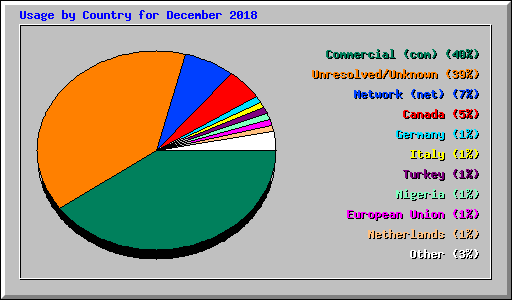 Usage by Country for December 2018
Commercial (com) (40%)
Unresolved/Unknown (39%)
Network (net) (7%)
Canada (5%)
Germany (1%)
Italy (1%)
Turkey (1%)
Nigeria (1%)
European Union (1%)
Netherlands (1%)
Other (3%)